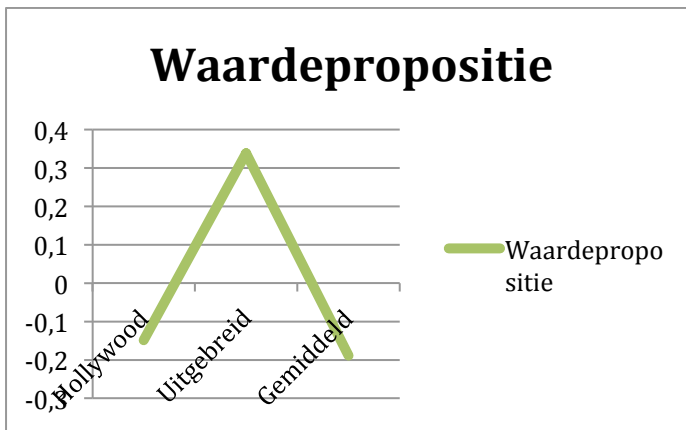 Waardepropositie
0,4
0,3
0,2
0,1
0
-0,1
-0,2
-0,3
Hollywood
Uitgebreid
Gemiddeld
Waardepropo
sitie